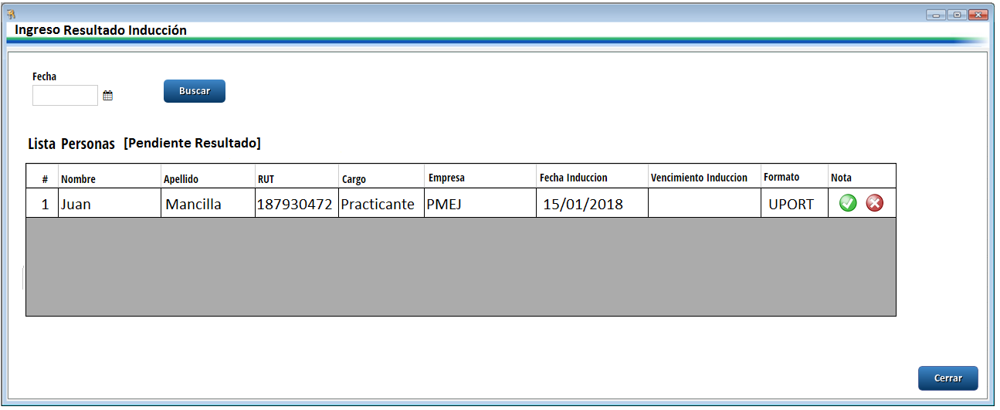 Ingreso Resultado Inducción
Fecha
Buscar
Lista Personas [Pendiente Resultado]
# Nombre Apellido RUT Cargo Empresa Fecha Induccion Vencimiento Induccion Formato Nota
1 Juan Mancilla 187930472 Practicante PMEJ 15/01/2018 UPORT
Cerrar